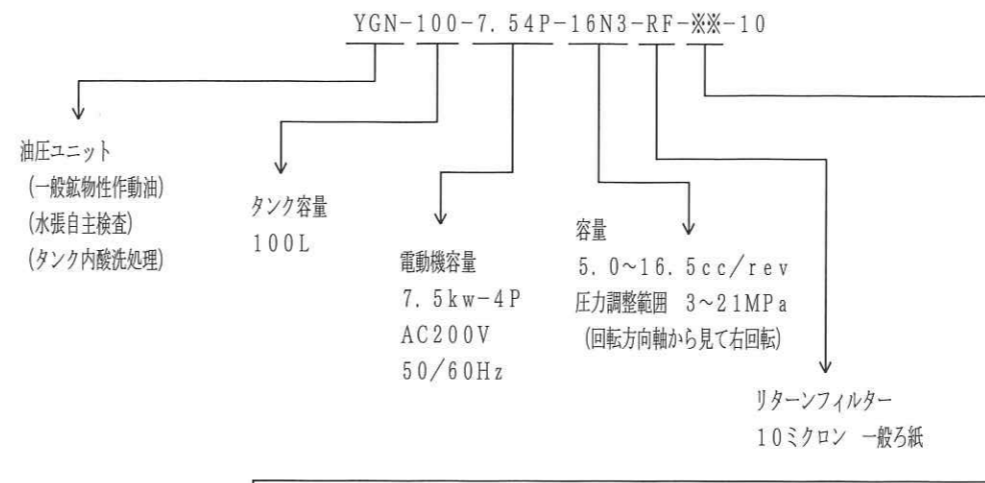 YGN-100-7.54P-16N3-RF-※※-10
油圧ユニット
(一般鉱物性作動油)
(水張自主検査)
(タンク内酸洗処理)
タンク容量
100L
電動機容量
7.5kw-4P
AC200V
50/60Hz
容量
5.0~16.5cc/rev
圧力調整範囲 3~21MPa
(回転方向軸から見て右回転)
リターンフィルター
10ミクロン 一般ろ紙